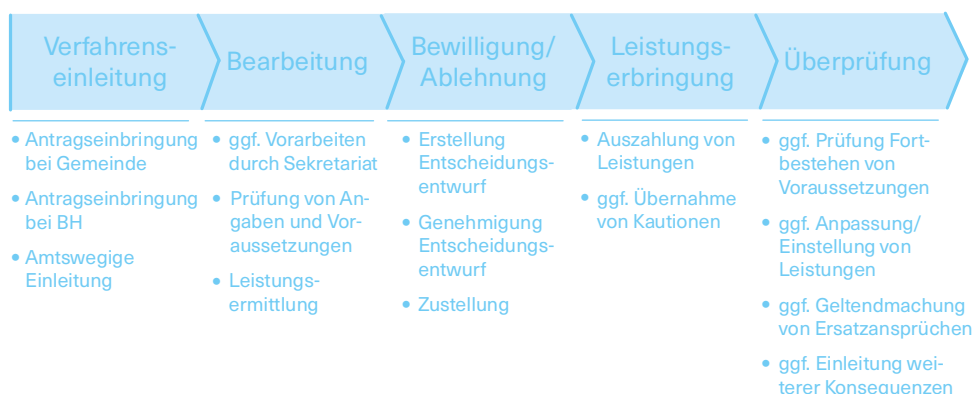 Verfahrens-
einleitung
Bearbeitung
Bewilligung/
Ablehnung
Leistungs-
erbringung
Überprüfung
• Antragseinbringung
bei Gemeinde
• Antragseinbringung
bei BH
• Amtswegige
Einleitung
• ggf. Vorarbeiten
durch Sekretariat
• Prüfung von An-
gaben und Vor-
aussetzungen
• Leistungs-
ermittlung
• Erstellung
Entscheidungs-
entwurf
• Genehmigung
Entscheidungs-
entwurf
• Zustellung
• Auszahlung von
Leistungen
• ggf. Übernahme
von Kautionen
• ggf. Prüfung Fort-
bestehen von
Voraussetzungen
• ggf. Anpassung/
Einstellung von
Leistungen
• ggf. Geltendmachung
von Ersatzansprüchen
• ggf. Einleitung wei-
terer Konsequenzen